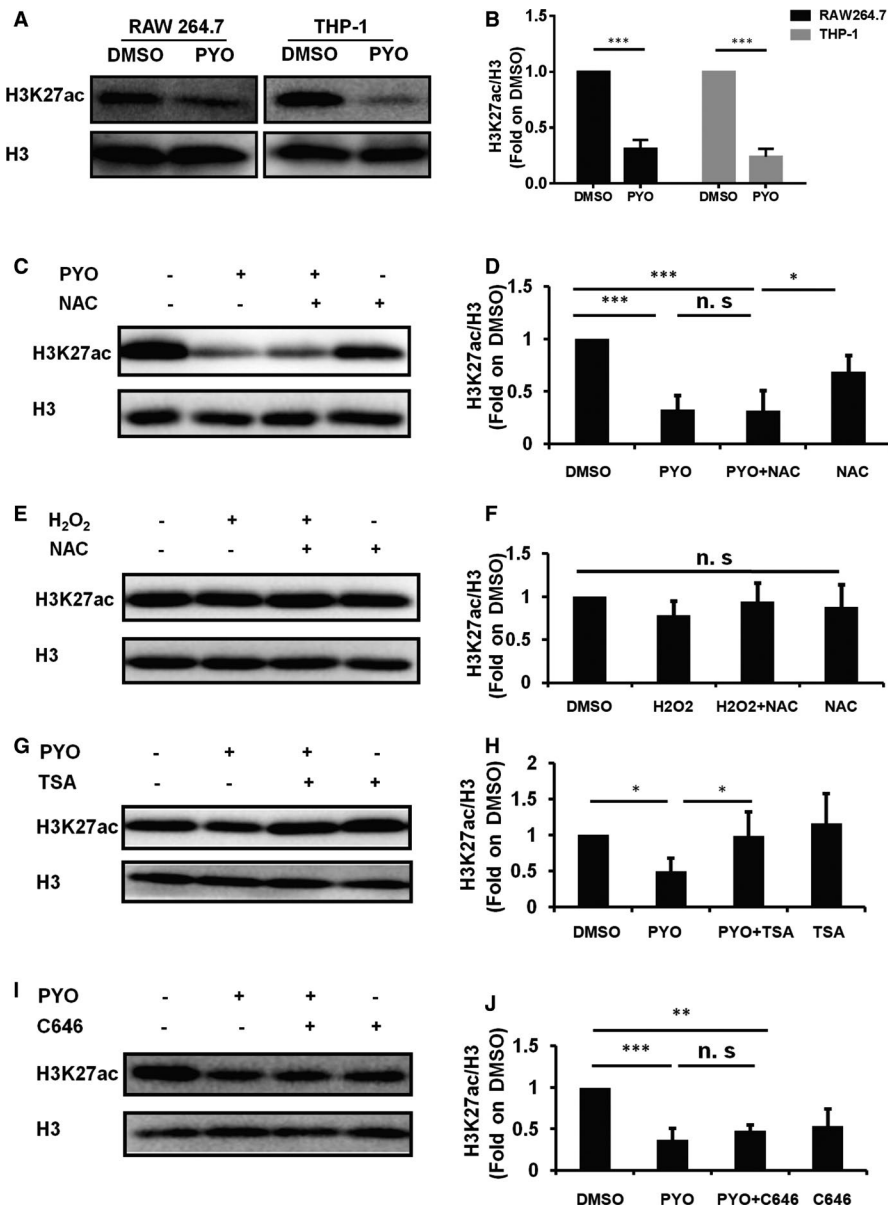 A
RAW 264.7 THP-1
DMSO PYO DMSO PYO
H3K27ac
H3
B
RAW264.7
THP-1
*** ***
H3K27ac/H3
(Fold on DMSO)
1.5
1.0
0.5
0.0
DMSO PYO DMSO PYO
C
PYO - + + -
NAC - - + +
H3K27ac
H3
D
*** *
*** n. s
H3K27ac/H3
(Fold on DMSO)
1.5
1
0.5
0
DMSO PYO PYO+NAC NAC
E
H2O2 - + + -
NAC - - + +
H3K27ac
H3
F
n. s
H3K27ac/H3
(Fold on DMSO)
1.5
1
0.5
0
DMSO H2O2 H2O2+NAC NAC
G
PYO - + + -
TSA - - + +
H3K27ac
H3
H
* *
H3K27ac/H3
(Fold on DMSO)
2
1.5
1
0.5
0
DMSO PYO PYO+TSA TSA
I
PYO - + + -
C646 - - + +
H3K27ac
H3
J
**
*** n. s
H3K27ac/H3
(Fold on DMSO)
1.5
1
0.5
0
DMSO PYO PYO+C646 C646